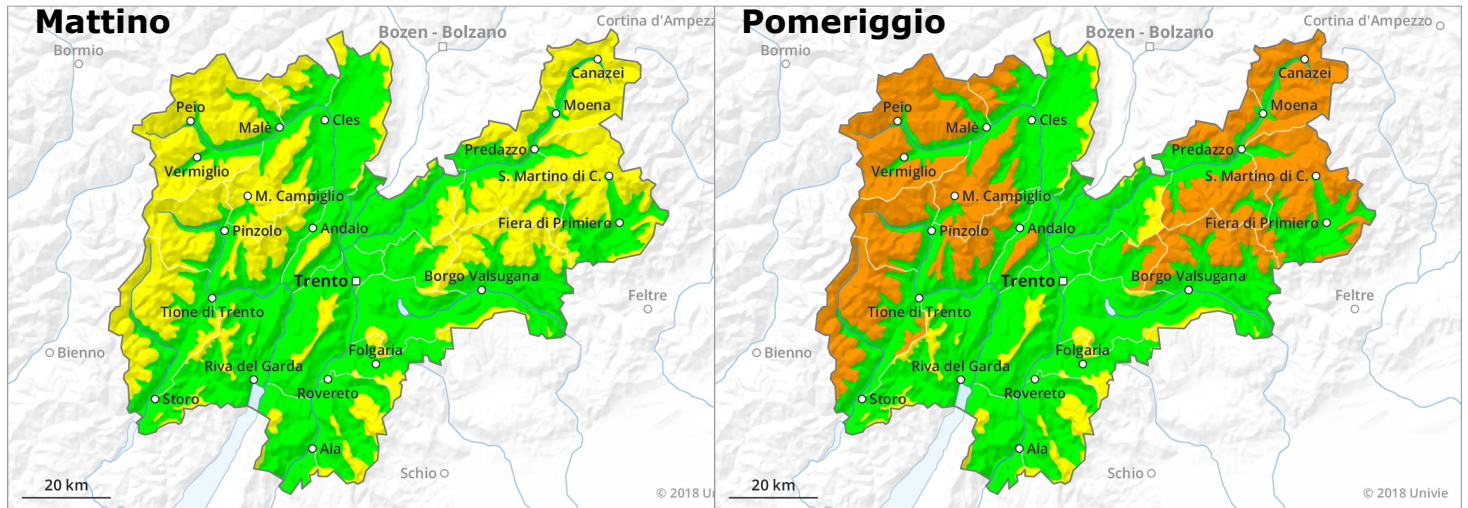 Mattino
Cortina d'Ampezz
Bozen - Bolzano
Bormio
Canazei
Peio
Moena
Malè
Cles
Predazzo
Vermiglio
S. Martino di C.
M. Campiglio
Fiera di Primiero
Pinzolo
Andalo
Borgo Valsugana
Trento
Feltre
Tione di Trento
Bienno
Folgaria
Riva del Garda
Rovereto
Storo
Ala
Schio
20 km
© 2018 Un
Pomeriggio
Cortina d'Ampezzo
Bozen - Bolzano
Bormio
Canazei
Peio
Moena
Malè
Cles
Predazzo
Vermiglio
S. Martino di C.
M. Campiglio
Fiera di Primiero
Pinzolo
Andalo
Borgo Valsugana
Trento
Feltre
Tione di Trento
Bienno
Folgaria
Riva del Garda
Rovereto
Storo
Ala
Schio
20 km
© 2018 Univie